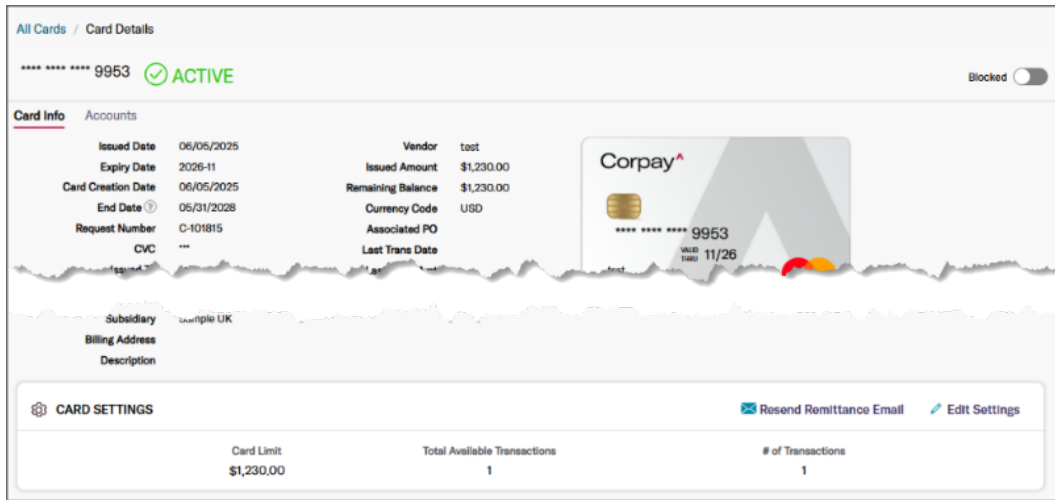 All Cards / Card Details
**** **** **** 9953 ACTIVE
Blocked
Card Info Accounts
Issued Date 06/05/2025
Expiry Date 2026-11
Card Creation Date 06/05/2025
End Date ? 05/31/2028
Request Number C-101815
CVC ***
Vendor test
Issued Amount $1,230.00
Remaining Balance $1,230.00
Currency Code USD
Associated PO
Last Trans Date
Corpay^
**** **** **** 9953
VALID THRU 11/26
test
Subsidiary Sample UK
Billing Address
Description
CARD SETTINGS
Resend Remittance Email
Edit Settings
Card Limit Total Available Transactions # of Transactions
$1,230.00 1 1